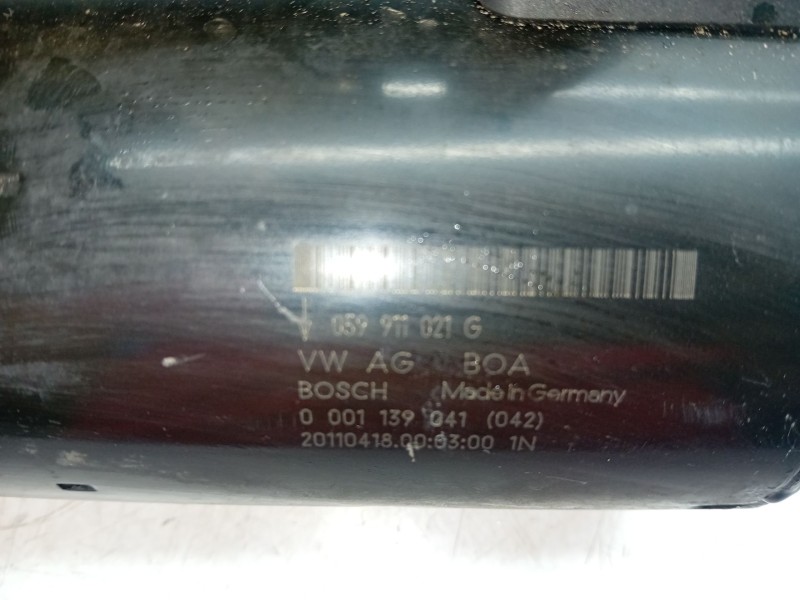 059 911 021 G
VW AG BOA
BOSCH Made in Germany
0 001 139 041 (042)
20110418.00:03:00 1N